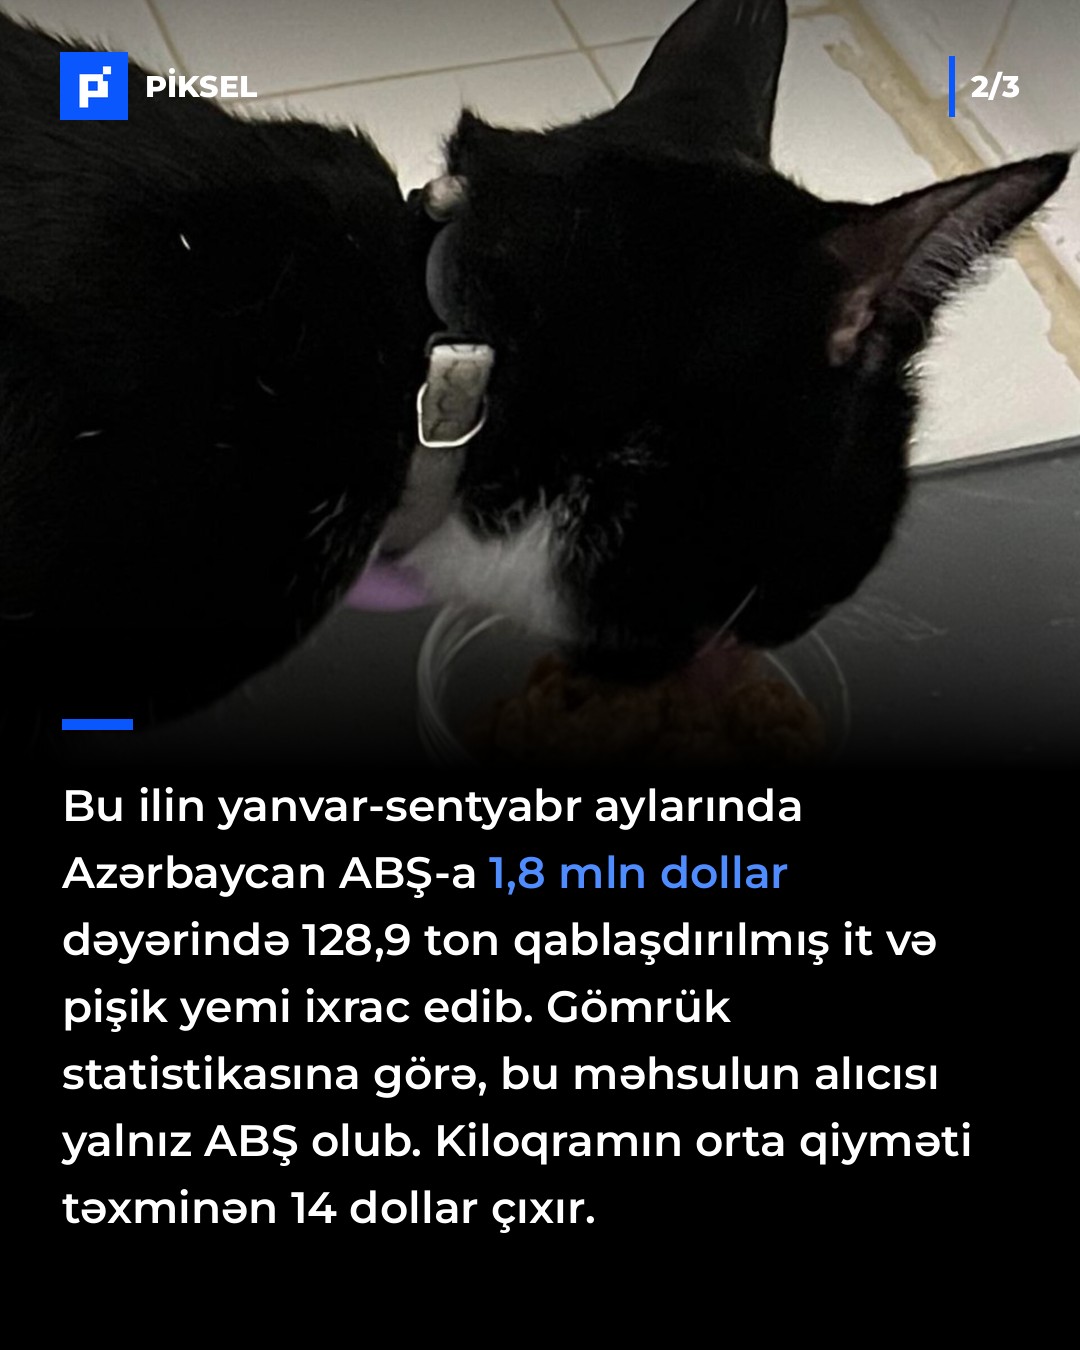 PİKSEL
2/3
Bu ilin yanvar-sentyabr aylarında
Azərbaycan ABŞ-a 1,8 mln dollar
dəyərində 128,9 ton qablaşdırılmış it və
pişik yemi ixrac edib. Gömrük
statistikasına görə, bu məhsulun alıcısı
yalnız ABŞ olub. Kiloqramın orta qiyməti
təxminən 14 dollar çıxır.